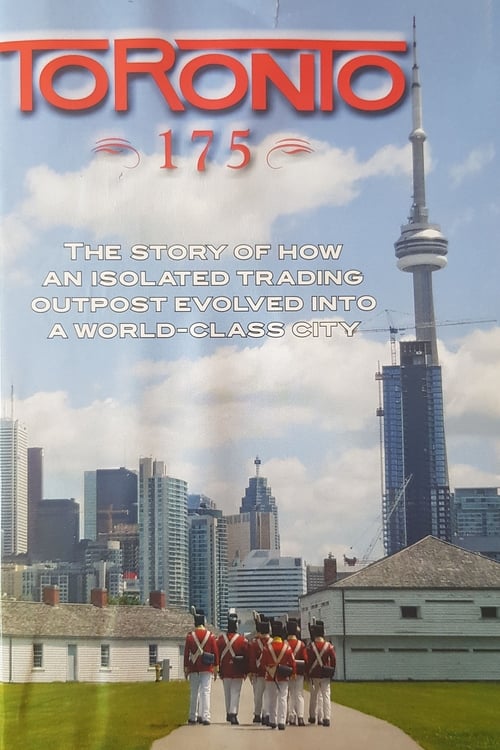 TORONTO
175
THE STORY OF HOW
AN ISOLATED TRADING
OUTPOST EVOLVED INTO
A WORLD-CLASS CITY